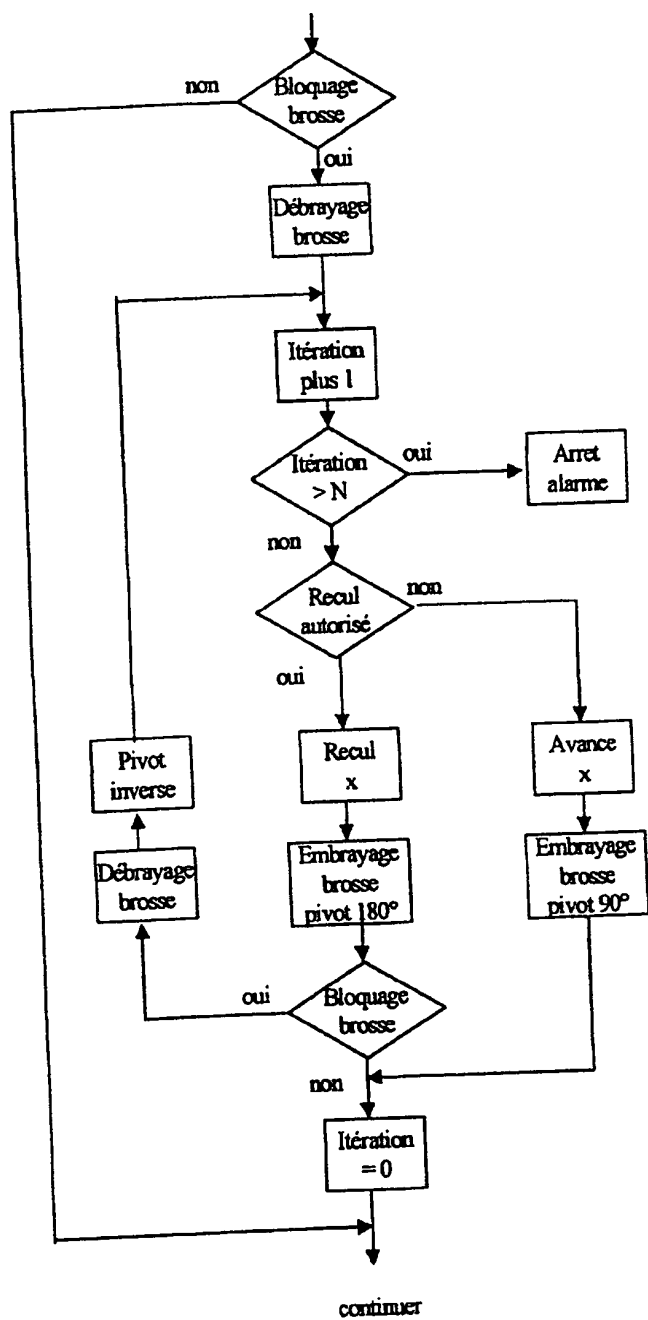 non
Bloquage
brosse
oui
Débrayage
brosse
Itération
plus 1
Itération
> N
oui
Arret
alarme
non
Recul
autorisé
non
oui
Pivot
inverse
Recul
x
Avance
x
Débrayage
brosse
Embrayage
brosse
pivot 180°
Embrayage
brosse
pivot 90°
oui
Bloquage
brosse
non
Itération
= 0
continuer